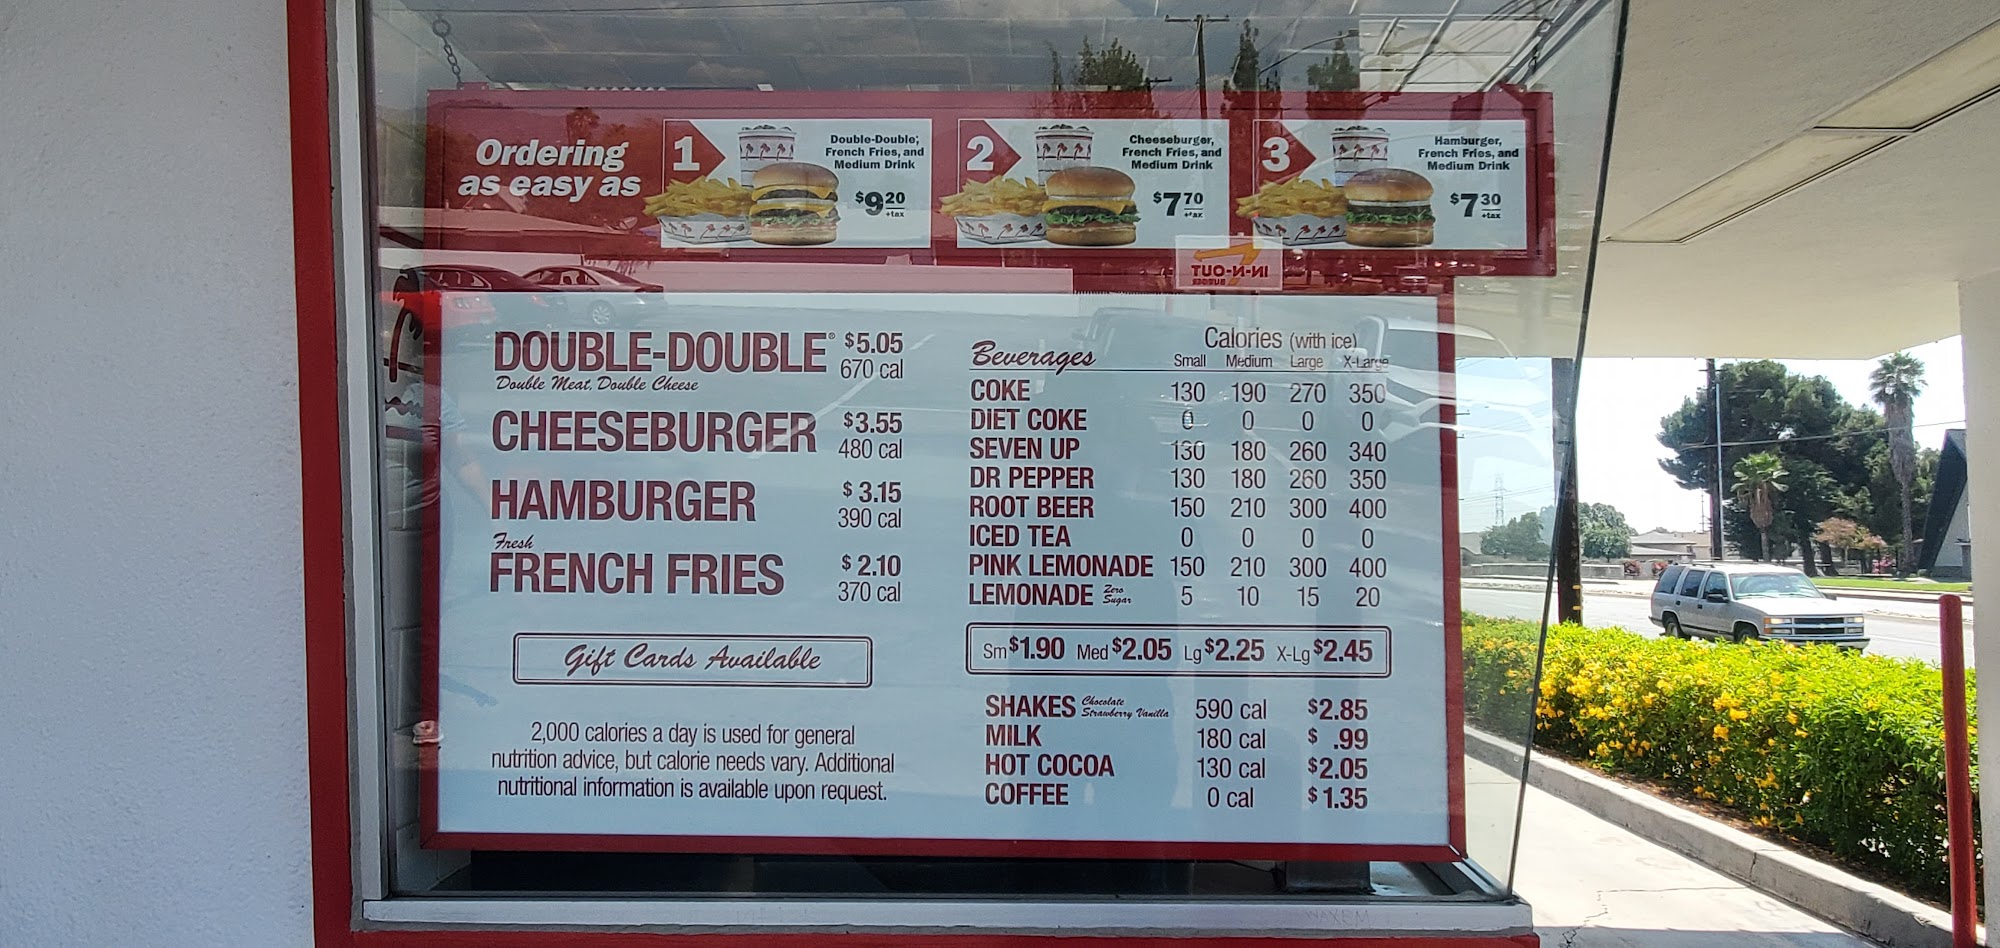 Ordering
as easy as
1
Double-Double,
French Fries, and
Medium Drink
$9.20
+tax
2
Cheeseburger,
French Fries, and
Medium Drink
$7.70
+tax
3
Hamburger,
French Fries, and
Medium Drink
$7.30
+tax
IN-N-OUT
BURGER
DOUBLE-DOUBLE® $5.05
Double Meat, Double Cheese 670 cal
CHEESEBURGER $3.55
480 cal
HAMBURGER $3.15
390 cal
Fresh
FRENCH FRIES $2.10
370 cal
Gift Cards Available
2,000 calories a day is used for general
nutrition advice, but calorie needs vary. Additional
nutritional information is available upon request.
Calories (with ice)
Beverages Small Medium Large X-Large
COKE 130 190 270 350
DIET COKE 0 0 0 0
SEVEN UP 130 180 260 340
DR PEPPER 130 180 260 350
ROOT BEER 150 210 300 400
ICED TEA 0 0 0 0
PINK LEMONADE 150 210 300 400
LEMONADE Zero Sugar 5 10 15 20
Sm $1.90 Med $2.05 Lg $2.25 X-Lg $2.45
SHAKES Chocolate Strawberry Vanilla 590 cal $2.85
MILK 180 cal $ .99
HOT COCOA 130 cal $2.05
COFFEE 0 cal $1.35